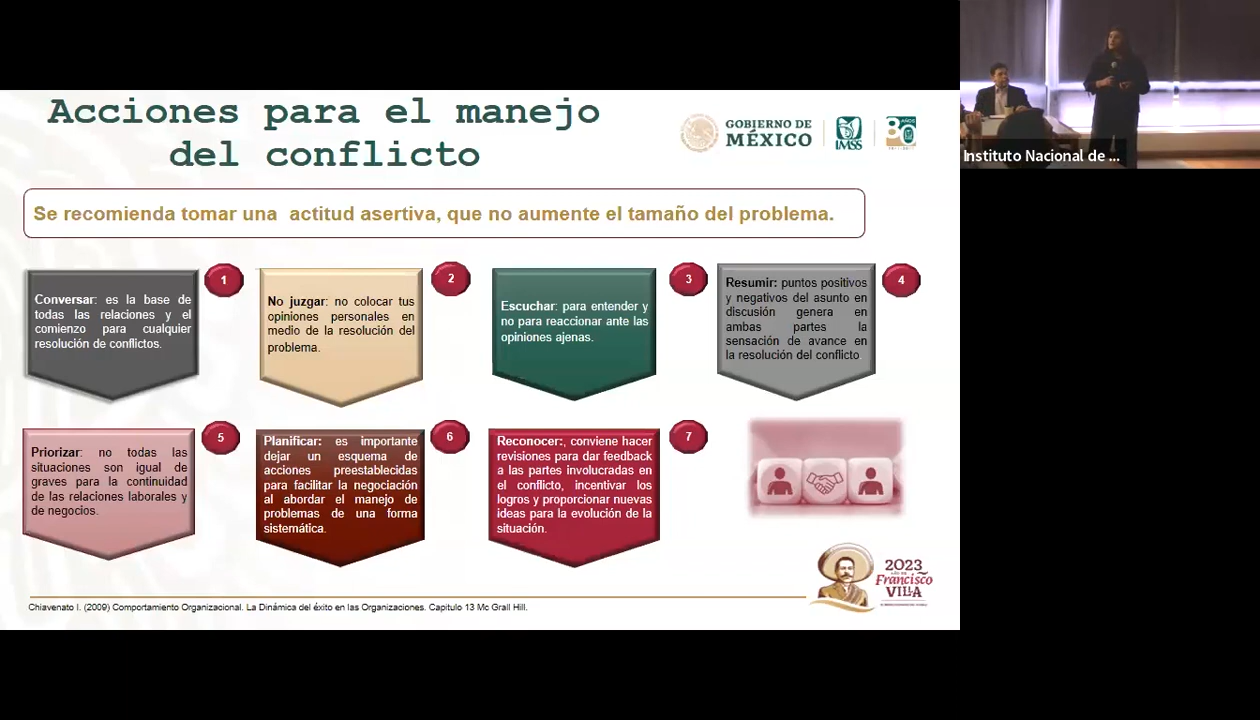 Acciones para el manejo
del conflicto
GOBIERNO DE
MÉXICO
IMSS
80
AÑOS
Instituto Nacional de ...
Se recomienda tomar una actitud asertiva, que no aumente el tamaño del problema.
1
Conversar: es la base de
todas las relaciones y el
comienzo para cualquier
resolución de conflictos.
2
No juzgar: no colocar tus
opiniones personales en
medio de la resolución del
problema.
3
Escuchar: para entender y
no para reaccionar ante las
opiniones ajenas.
4
Resumir: puntos positivos
y negativos del asunto en
discusión genera en
ambas partes la
sensación de avance en
la resolución del conflicto
5
Priorizar: no todas las
situaciones son igual de
graves para la continuidad
de las relaciones laborales y
de negocios.
6
Planificar: es importante
dejar un esquema de
acciones preestablecidas
para facilitar la negociación
al abordar el manejo de
problemas de una forma
sistemática.
7
Reconocer:, conviene hacer
revisiones para dar feedback
a las partes involucradas en
el conflicto, incentivar los
logros y proporcionar nuevas
ideas para la evolución de la
situación.
2023
Francisco
VILLA
Chiavenato I. (2009) Comportamiento Organizacional. La Dinámica del éxito en las Organizaciones. Capitulo 13 Mc Grall Hill.